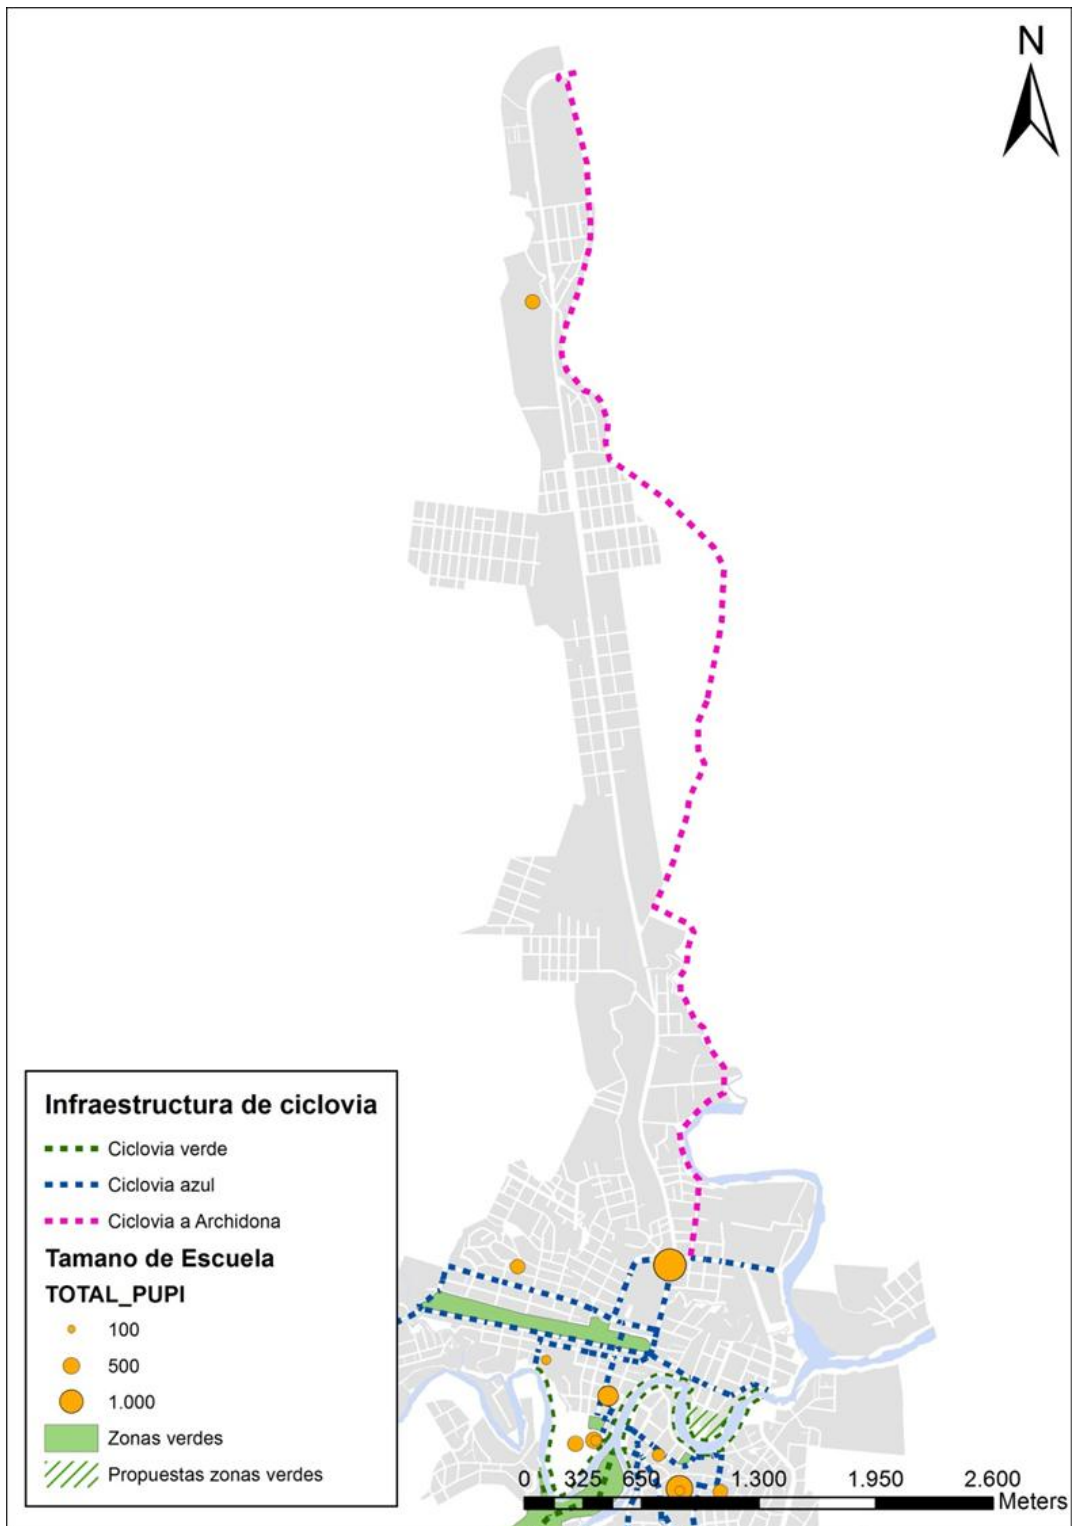 N
Infraestructura de ciclovia
Ciclovia verde
Ciclovia azul
Ciclovia a Archidona
Tamano de Escuela
TOTAL_PUPI
100
500
1.000
Zonas verdes
Propuestas zonas verdes
0 325 650 1.300 1.950 2.600
Meters